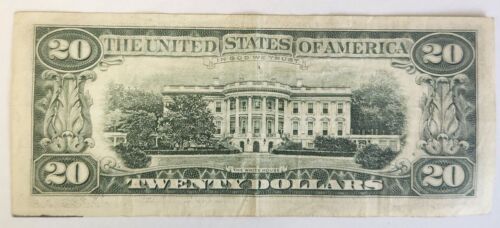 20 THE UNITED STATES OF AMERICA 20
IN GOD WE TRUST
THE WHITE HOUSE
20 TWENTY DOLLARS 20